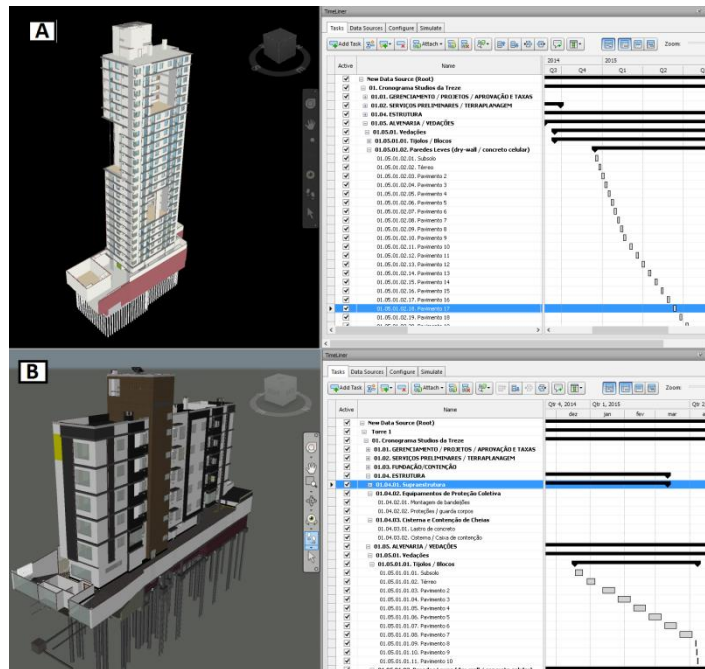 A
TimeLiner
Tasks Data Sources Configure Simulate
Add Task Attach Zoom:
Active Name 2014 2015
Q3 Q4 Q1 Q2
New Data Source (Root)
01. Cronograma Studios da Treze
01.01. GERENCIAMENTO / PROJETOS / APROVAÇÃO E TAXAS
01.02. SERVIÇOS PRELIMINARES / TERRAPLANAGEM
01.04. ESTRUTURA
01.05. ALVENARIA / VEDAÇÕES
01.05.01. Vedações
01.05.01.01. Tijolos / Blocos
01.05.01.02. Paredes Leves (dry-wall / concreto celular)
01.05.01.02.01. Subsolo
01.05.01.02.02. Térreo
01.05.01.02.03. Pavimento 2
01.05.01.02.04. Pavimento 3
01.05.01.02.05. Pavimento 4
01.05.01.02.06. Pavimento 5
01.05.01.02.07. Pavimento 6
01.05.01.02.08. Pavimento 7
01.05.01.02.09. Pavimento 8
01.05.01.02.10. Pavimento 9
01.05.01.02.11. Pavimento 10
01.05.01.02.12. Pavimento 11
01.05.01.02.13. Pavimento 12
01.05.01.02.14. Pavimento 13
01.05.01.02.15. Pavimento 14
01.05.01.02.16. Pavimento 15
01.05.01.02.17. Pavimento 16
01.05.01.02.18. Pavimento 17
01.05.01.02.19. Pavimento 18
B
TimeLiner
Tasks Data Sources Configure Simulate
Add Task Attach Zoom:
Active Name Qtr 4, 2014 Qtr 1, 2015 Qtr 2
dez jan fev mar
New Data Source (Root)
Torre 1
01. Cronograma Studios da Treze
01.01. GERENCIAMENTO / PROJETOS / APROVAÇÃO E TAXAS
01.02. SERVIÇOS PRELIMINARES / TERRAPLANAGEM
01.03. FUNDAÇÃO/CONTENÇÃO
01.04. ESTRUTURA
01.04.01. Supraestrutura
01.04.02. Equipamentos de Proteção Coletiva
01.04.02.01. Montagem de bandejões
01.04.02.02. Proteções / guarda corpos
01.04.03. Cisterna e Contenção de Cheias
01.04.03.01. Lastro de concreto
01.04.03.02. Cisterna / Caixa de contenção
01.05. ALVENARIA / VEDAÇÕES
01.05.01. Vedações
01.05.01.01. Tijolos / Blocos
01.05.01.01.01. Subsolo
01.05.01.01.02. Térreo
01.05.01.01.03. Pavimento 2
01.05.01.01.04. Pavimento 3
01.05.01.01.05. Pavimento 4
01.05.01.01.06. Pavimento 5
01.05.01.01.07. Pavimento 6
01.05.01.01.08. Pavimento 7
01.05.01.01.09. Pavimento 8
01.05.01.01.10. Pavimento 9
01.05.01.01.11. Pavimento 10